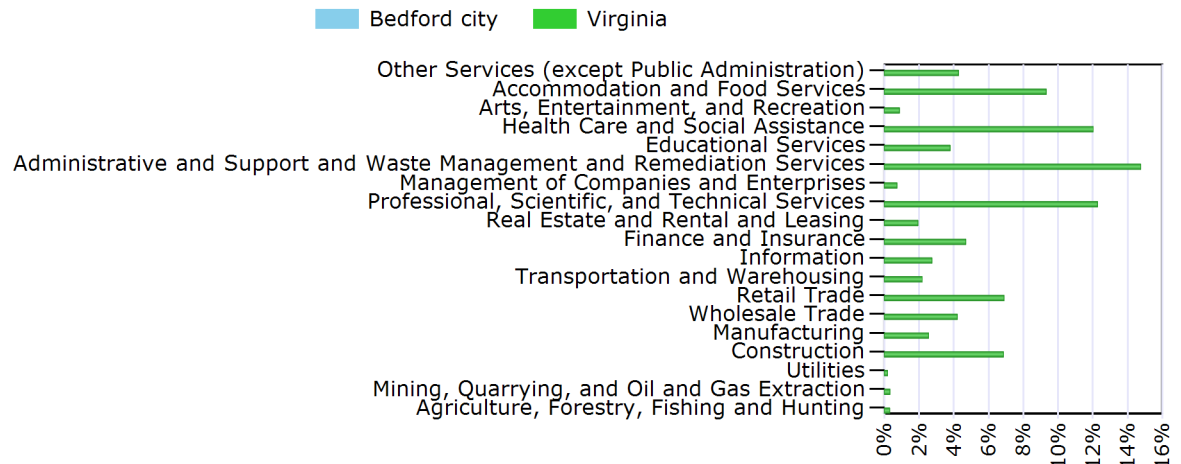 Bedford city Virginia
Other Services (except Public Administration)
Accommodation and Food Services
Arts, Entertainment, and Recreation
Health Care and Social Assistance
Educational Services
Administrative and Support and Waste Management and Remediation Services
Management of Companies and Enterprises
Professional, Scientific, and Technical Services
Real Estate and Rental and Leasing
Finance and Insurance
Information
Transportation and Warehousing
Retail Trade
Wholesale Trade
Manufacturing
Construction
Utilities
Mining, Quarrying, and Oil and Gas Extraction
Agriculture, Forestry, Fishing and Hunting
0% 2% 4% 6% 8% 10% 12% 14% 16%